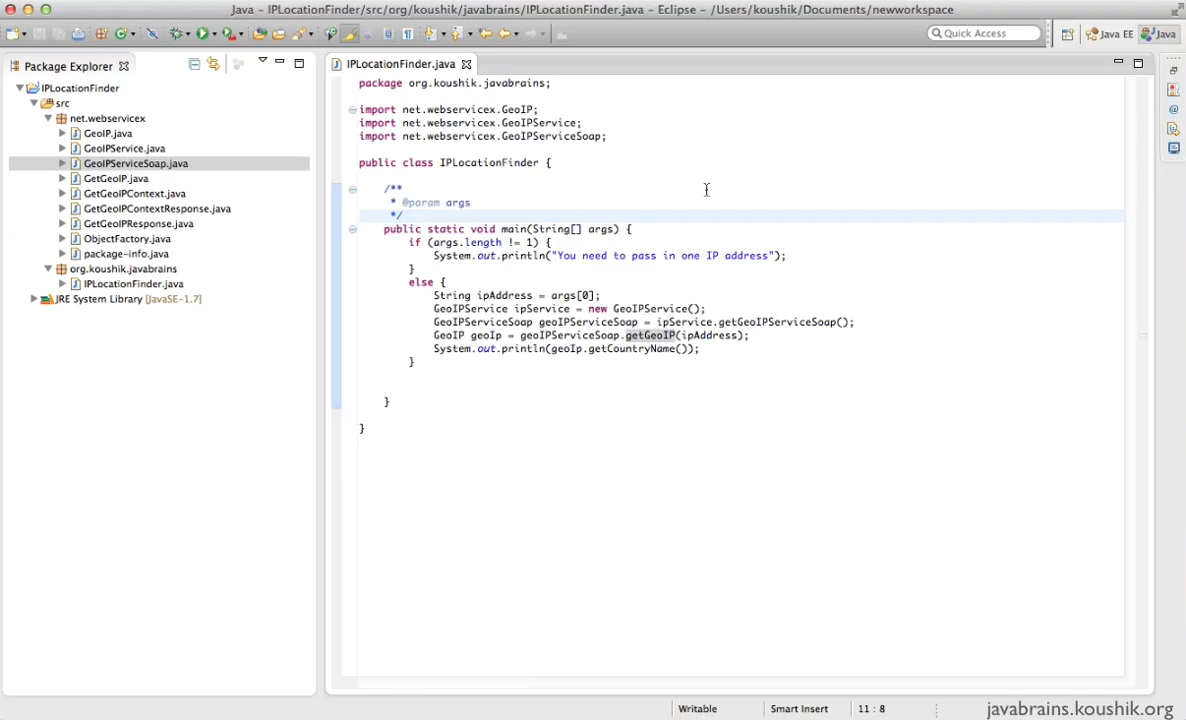 Java - IPLocationFinder/src/org/koushik/javabrains/IPLocationFinder.java - Eclipse - /Users/koushik/Documents/newworkspace
Quick Access
Java EE
Java
Package Explorer
IPLocationFinder
src
net.webservicex
GeoIP.java
GeoIPService.java
GeoIPServiceSoap.java
GetGeoIP.java
GetGeoIPContext.java
GetGeoIPContextResponse.java
GetGeoIPResponse.java
ObjectFactory.java
package-info.java
org.koushik.javabrains
IPLocationFinder.java
JRE System Library [JavaSE-1.7]
IPLocationFinder.java
package org.koushik.javabrains;
import net.webservicex.GeoIP;
import net.webservicex.GeoIPService;
import net.webservicex.GeoIPServiceSoap;
public class IPLocationFinder {
/**
* @param args
*/
public static void main(String[] args) {
if (args.length != 1) {
System.out.println("You need to pass in one IP address");
}
else {
String ipAddress = args[0];
GeoIPService ipService = new GeoIPService();
GeoIPServiceSoap geoIPServiceSoap = ipService.getGeoIPServiceSoap();
GeoIP geoIp = geoIPServiceSoap.getGeoIP(ipAddress);
System.out.println(geoIp.getCountryName());
}
}
}
Writable
Smart Insert
11 : 8
javabrains.koushik.org